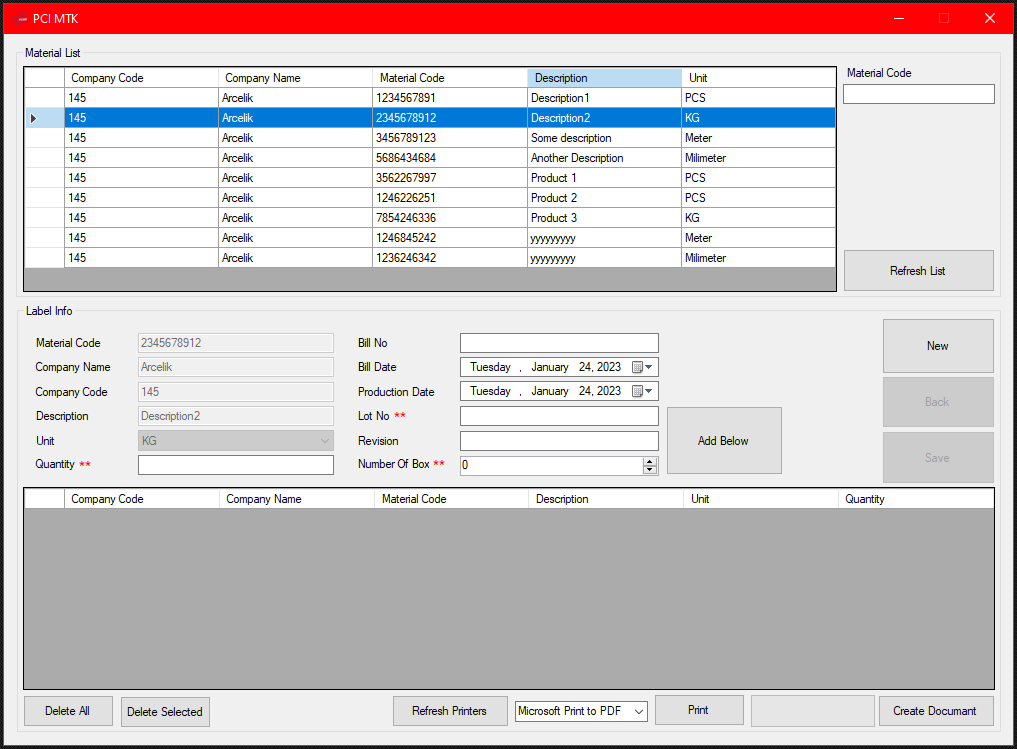 PCI MTK
Material List
Company Code Company Name Material Code Description Unit
145 Arcelik 1234567891 Description1 PCS
145 Arcelik 2345678912 Description2 KG
145 Arcelik 3456789123 Some description Meter
145 Arcelik 5686434684 Another Description Milimeter
145 Arcelik 3562267997 Product 1 PCS
145 Arcelik 1246226251 Product 2 PCS
145 Arcelik 7854246336 Product 3 KG
145 Arcelik 1246845242 yyyyyyyyy Meter
145 Arcelik 1236246342 yyyyyyyyy Milimeter
Material Code
Refresh List
Label Info
Material Code 2345678912
Company Name Arcelik
Company Code 145
Description Description2
Unit KG
Quantity **
Bill No
Bill Date Tuesday , January 24, 2023
Production Date Tuesday , January 24, 2023
Lot No **
Revision
Number Of Box ** 0
Add Below
New
Back
Save
Company Code Company Name Material Code Description Unit Quantity
Delete All Delete Selected Refresh Printers Microsoft Print to PDF Print Create Documant